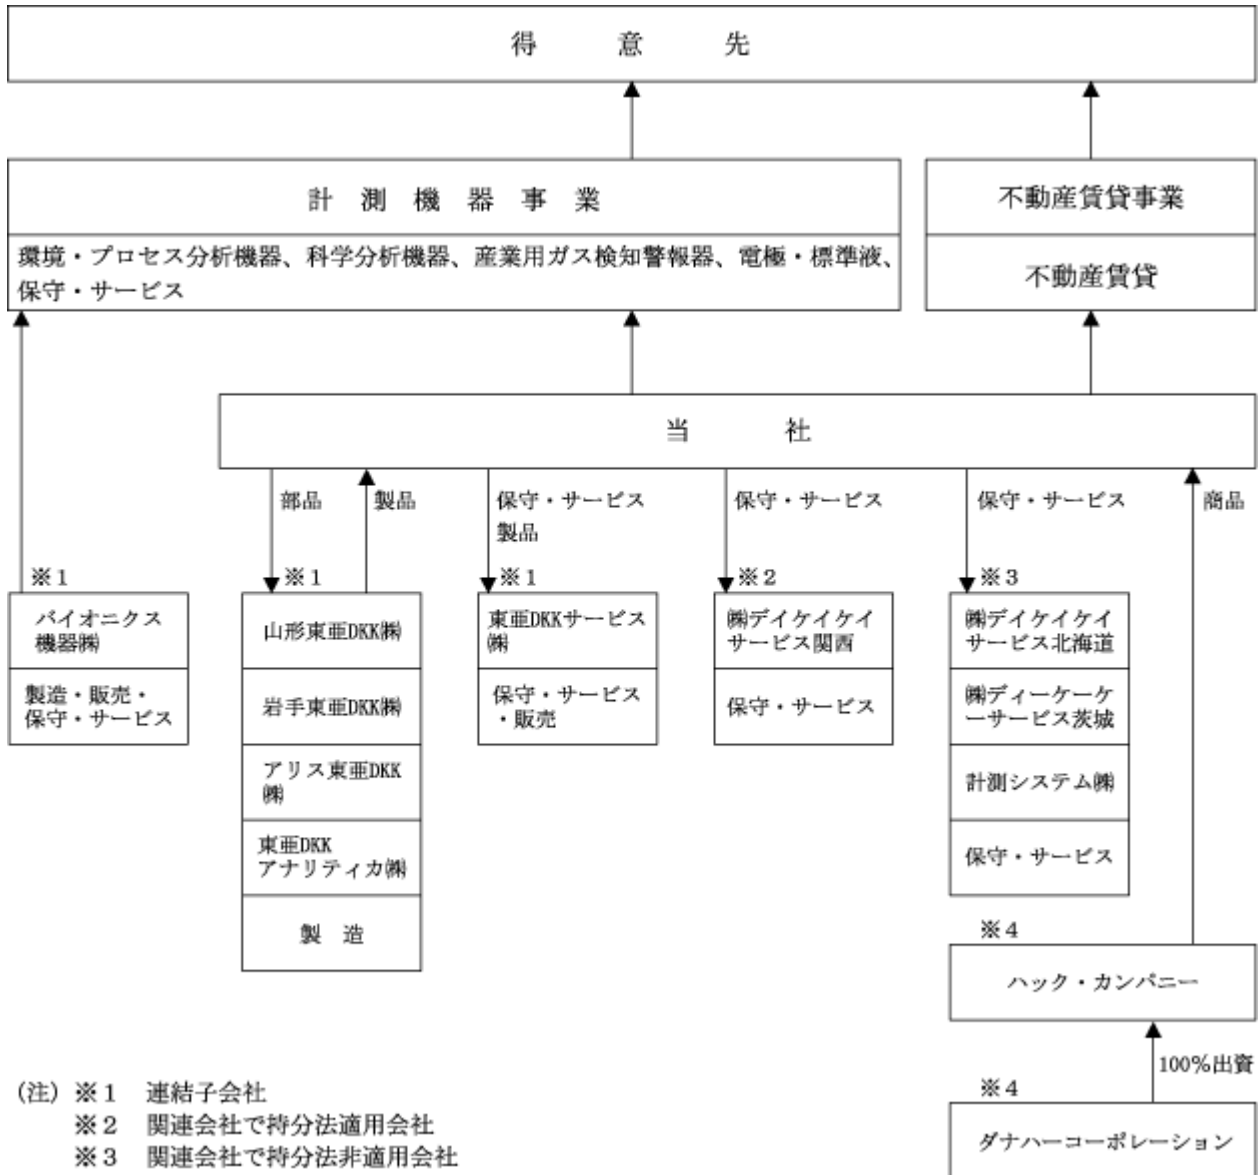 得意先
計測機器事業
不動産賃貸事業
環境・プロセス分析機器、科学分析機器、産業用ガス検知警報器、電極・標準液、
保守・サービス
不動産賃貸
当社
部品
製品
保守・サービス
製品
保守・サービス
保守・サービス
商品
※1
※1
※1
※2
※3
バイオニクス
機器㈱
製造・販売・
保守・サービス
山形東亜DKK㈱
岩手東亜DKK㈱
アリス東亜DKK
㈱
東亜DKK
アナリティカ㈱
製造
東亜DKKサービス
㈱
保守・サービス
・販売
㈱デイケイケイ
サービス関西
保守・サービス
㈱デイケイケイ
サービス北海道
㈱ディーケーケ
ーサービス茨城
計測システム㈱
保守・サービス
※4
ハック・カンパニー
100%出資
※4
ダナハーコーポレーション
(注) ※1 連結子会社
※2 関連会社で持分法適用会社
※3 関連会社で持分法非適用会社